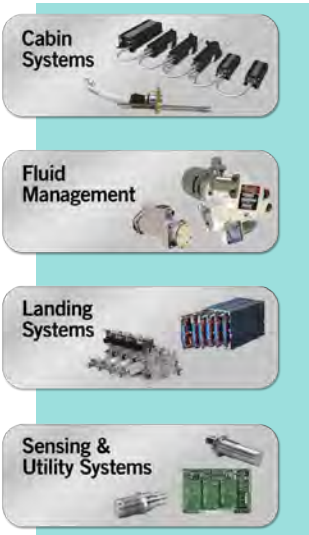 Cabin
Systems
Fluid
Management
Landing
Systems
Sensing &
Utility Systems